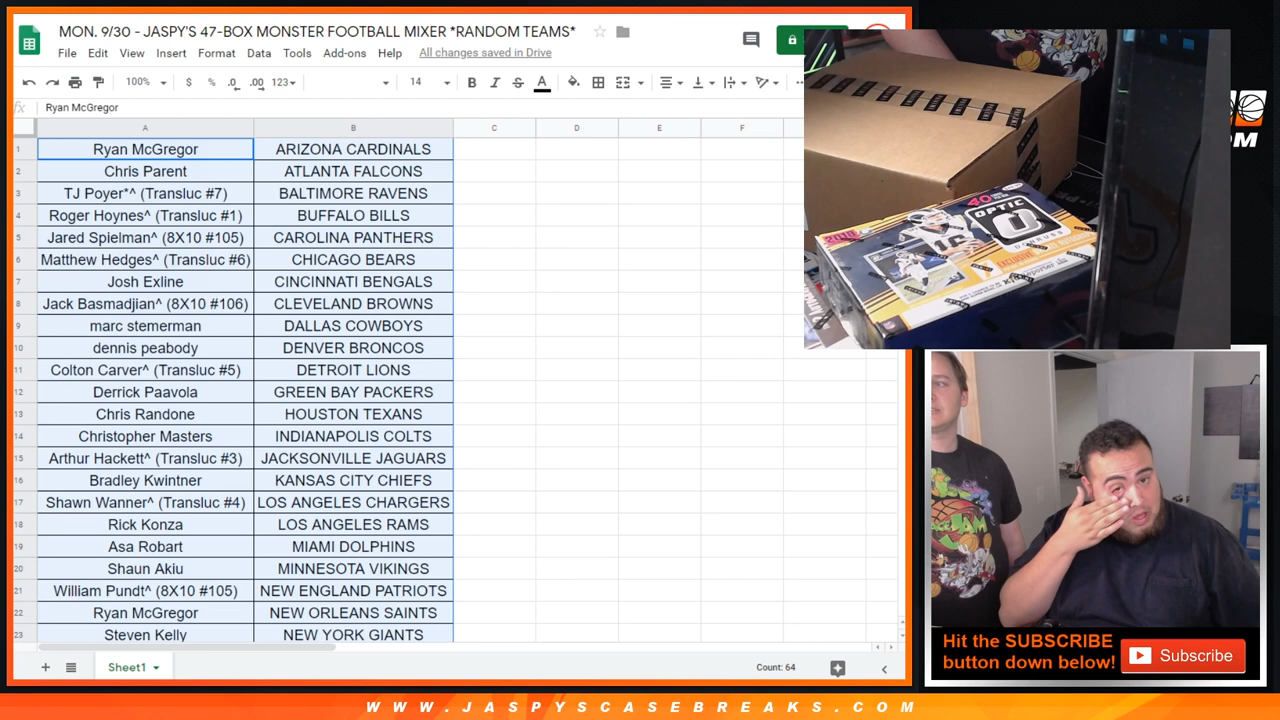 MON. 9/30 - JASPY'S 47-BOX MONSTER FOOTBALL MIXER *RANDOM TEAMS*
File Edit View Insert Format Data Tools Add-ons Help All changes saved in Drive
100% $ % .0 .00 123 14 B I S A
fx Ryan McGregor
A B C D E F
1 Ryan McGregor ARIZONA CARDINALS
2 Chris Parent ATLANTA FALCONS
3 TJ Poyer*^ (Transluc #7) BALTIMORE RAVENS
4 Roger Hoynes^ (Transluc #1) BUFFALO BILLS
5 Jared Spielman^ (8X10 #105) CAROLINA PANTHERS
6 Matthew Hedges^ (Transluc #6) CHICAGO BEARS
7 Josh Exline CINCINNATI BENGALS
8 Jack Basmadjian^ (8X10 #106) CLEVELAND BROWNS
9 marc stemerman DALLAS COWBOYS
10 dennis peabody DENVER BRONCOS
11 Colton Carver^ (Transluc #5) DETROIT LIONS
12 Derrick Paavola GREEN BAY PACKERS
13 Chris Randone HOUSTON TEXANS
14 Christopher Masters INDIANAPOLIS COLTS
15 Arthur Hackett^ (Transluc #3) JACKSONVILLE JAGUARS
16 Bradley Kwintner KANSAS CITY CHIEFS
17 Shawn Wanner^ (Transluc #4) LOS ANGELES CHARGERS
18 Rick Konza LOS ANGELES RAMS
19 Asa Robart MIAMI DOLPHINS
20 Shaun Akiu MINNESOTA VIKINGS
21 William Pundt^ (8X10 #105) NEW ENGLAND PATRIOTS
22 Ryan McGregor NEW ORLEANS SAINTS
23 Steven Kelly NEW YORK GIANTS
Sheet1 Count: 64
OPTIC
DONRUSS
EXCLUSIVE
OM
Hit the SUBSCRIBE
button down below!
Subscribe
WWW.JASPYSCASEBREAKS.COM